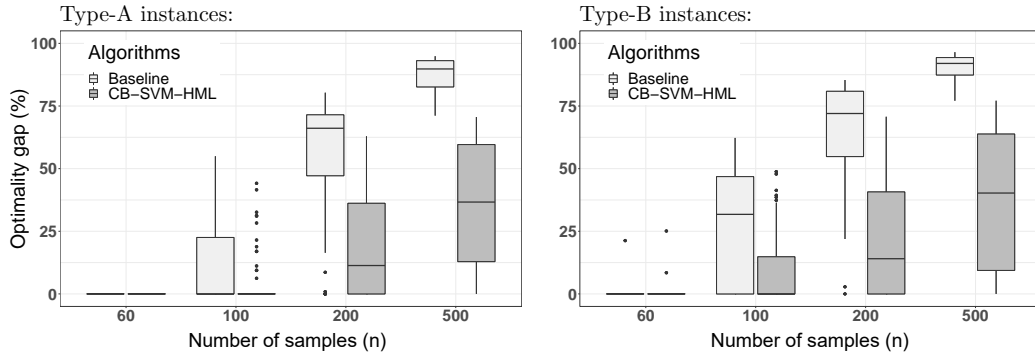 Type-A instances:
Optimality gap (%)
100
75
50
25
0
Algorithms
Baseline
CB−SVM−HML
60
100
200
500
Number of samples (n)
Type-B instances:
100
75
50
25
0
Algorithms
Baseline
CB−SVM−HML
60
100
200
500
Number of samples (n)